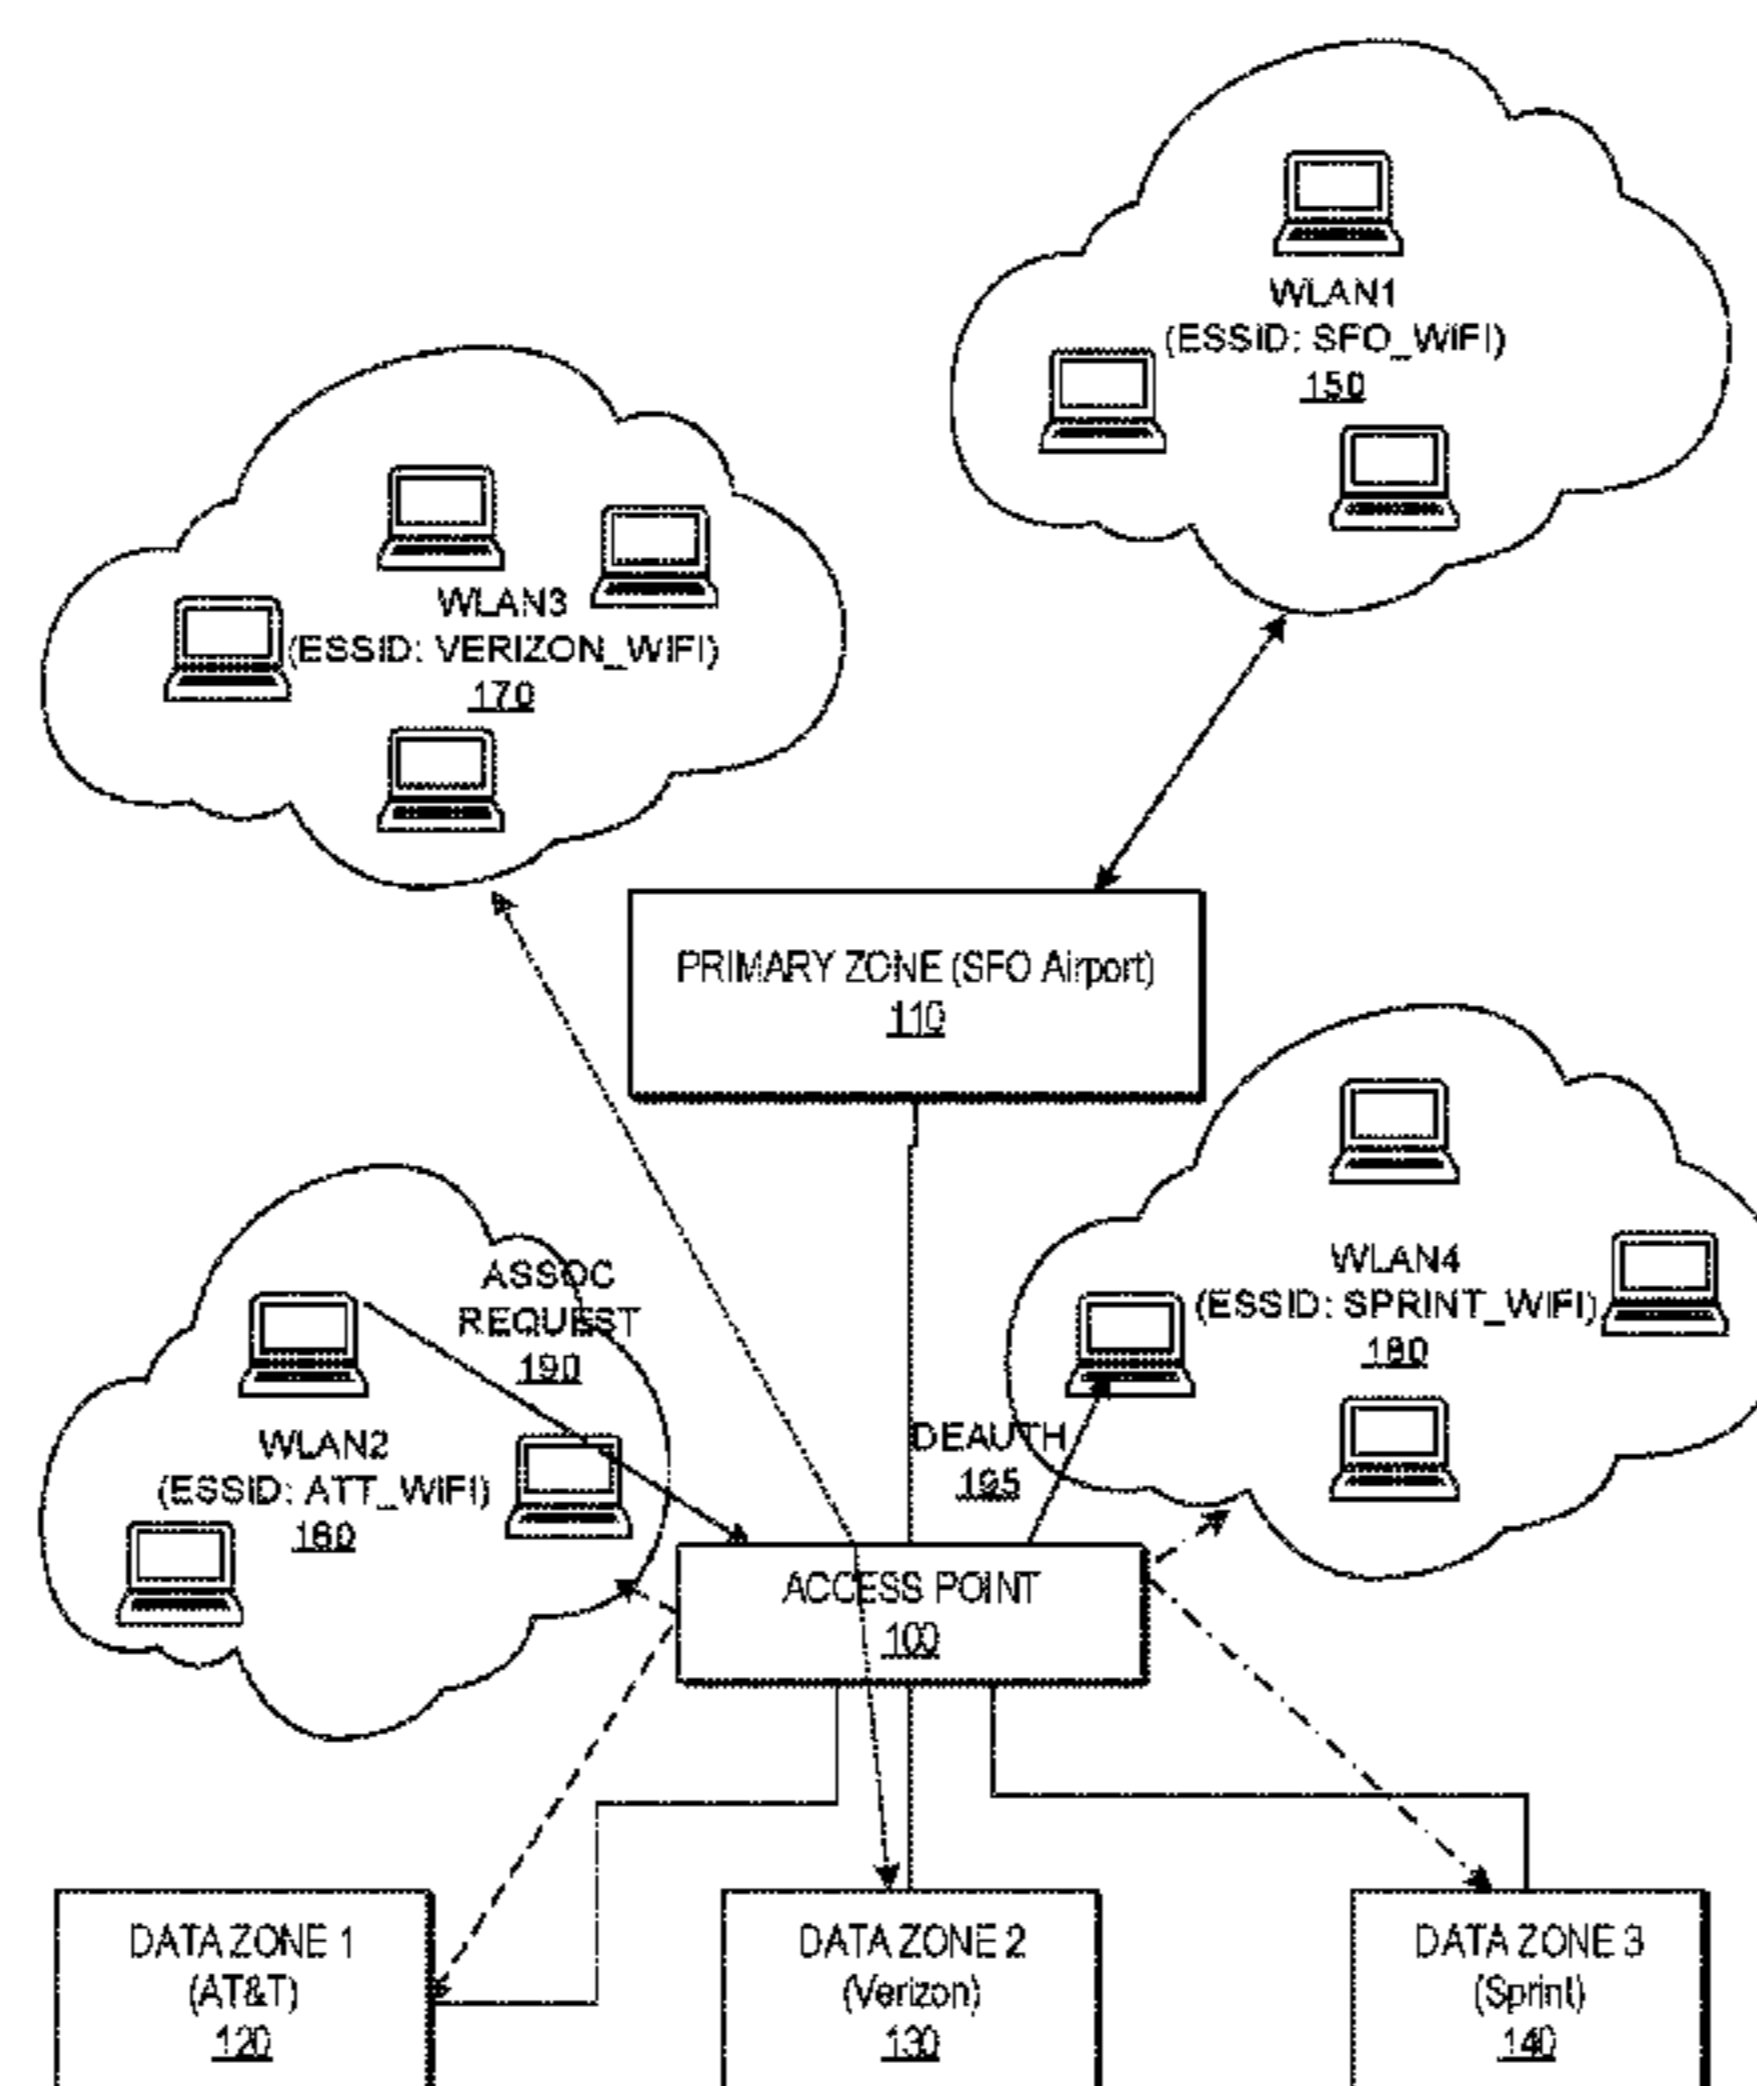 WLAN1
(ESSID: SFO_WIFI)
150
WLAN3
(ESSID: VERIZON_WIFI)
170
PRIMARY ZONE (SFO Airport)
110
ASSOC
REQUEST
190
WLAN4
(ESSID: SPRINT_WIFI)
180
WLAN2
(ESSID: ATT_WIFI)
160
DEAUTH
195
ACCESS POINT
100
DATA ZONE 1
(AT&T)
120
DATA ZONE 2
(Verizon)
130
DATA ZONE 3
(Sprint)
140